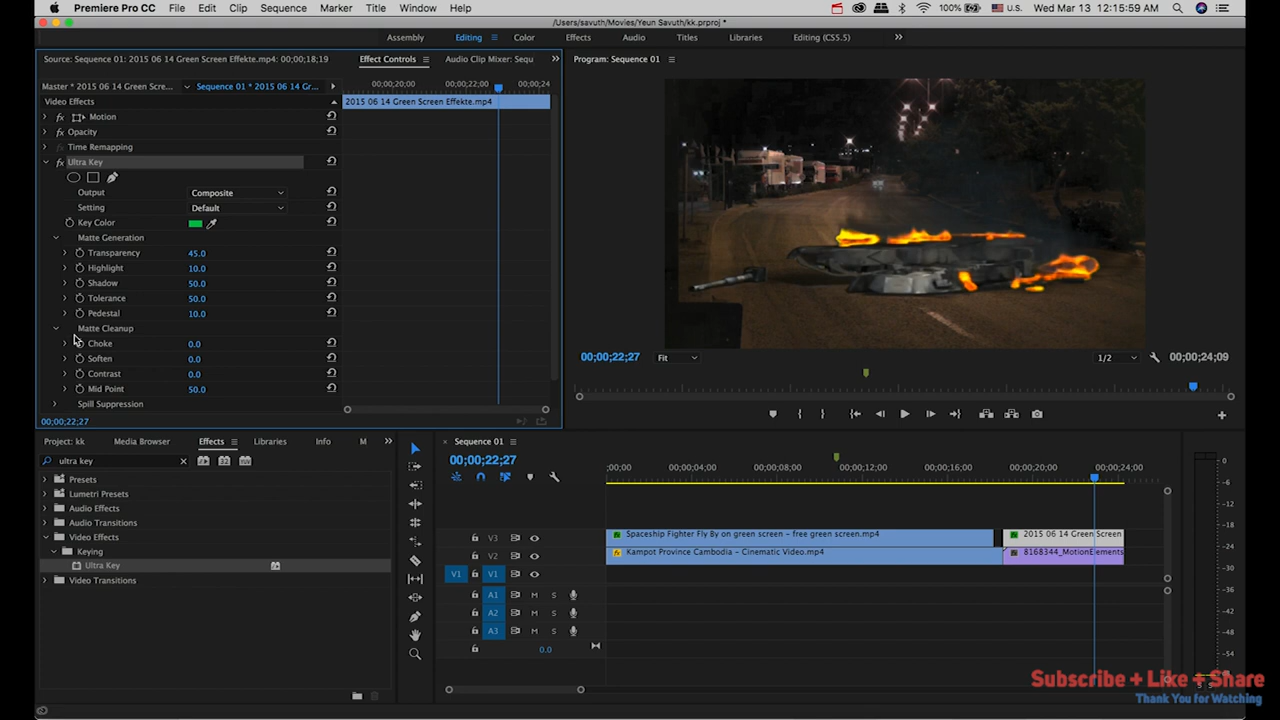 Premiere Pro CC File Edit Clip Sequence Marker Title Window Help 100% U.S. Wed Mar 13 12:15:59 AM
/Users/savuth/Movies/Yeun Savuth/kk.prproj *
Assembly Editing Color Effects Audio Titles Libraries Editing (CS5.5)
Source: Sequence 01: 2015 06 14 Green Screen Effekte.mp4: 00;00;18;19 Effect Controls Audio Clip Mixer: Sequ
Program: Sequence 01
00;00;20;00 00;00;22;00 00;00;24
Master * 2015 06 14 Green Scre... Sequence 01 * 2015 06 14 Gr...
Video Effects 2015 06 14 Green Screen Effekte.mp4
fx Motion
fx Opacity
Time Remapping
fx Ultra Key
Output Composite
Setting Default
Key Color
Matte Generation
Transparency 45.0
Highlight 10.0
Shadow 50.0
Tolerance 50.0
Pedestal 10.0
Matte Cleanup
Choke 0.0
Soften 0.0
Contrast 0.0
Mid Point 50.0
Spill Suppression
00;00;22;27
00;00;22;27 Fit 1/2 00;00;24;09
Project: kk Media Browser Effects Libraries Info M
ultra key
Presets
Lumetri Presets
Audio Effects
Audio Transitions
Video Effects
Keying
Ultra Key
Video Transitions
Sequence 01
00;00;22;27
;00;00 00;00;04;00 00;00;08;00 00;00;12;00 00;00;16;00 00;00;20;00 00;00;24;00
V3 Spaceship Fighter Fly By on green screen - free green screen.mp4 2015 06 14 Green Screen
V2 Kampot Province Cambodia - Cinematic Video.mp4 8168344_MotionElements
V1 V1
A1 M S
A2 M S
A3 M S
0.0
0
-6
-12
-18
-24
-30
-36
-42
-48
-54
S S
Subscribe + Like + Share
Thank You for Watching